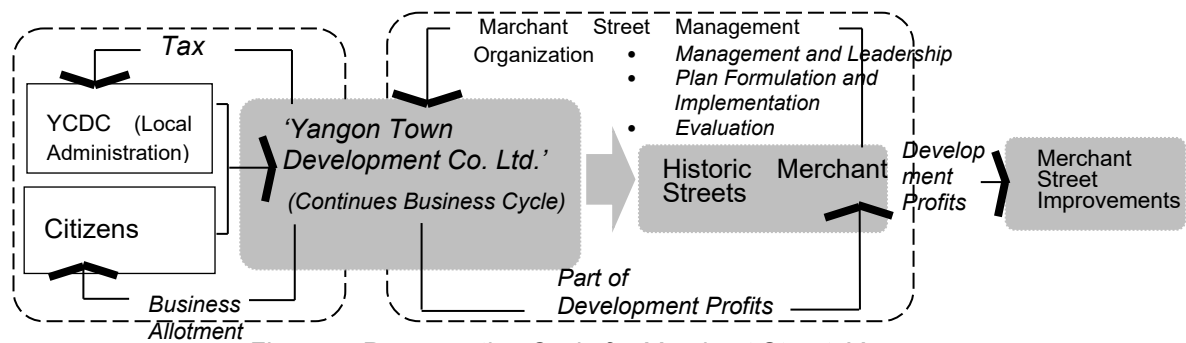 Tax
YCDC (Local
Administration)
Citizens
Business
Allotment
‘Yangon Town
Development Co. Ltd.’
(Continues Business Cycle)
Marchant Street Management
Organization
• Management and Leadership
• Plan Formulation and
Implementation
• Evaluation
Historic Merchant
Streets
Part of
Development Profits
Develop
ment
Profits
Merchant
Street
Improvements